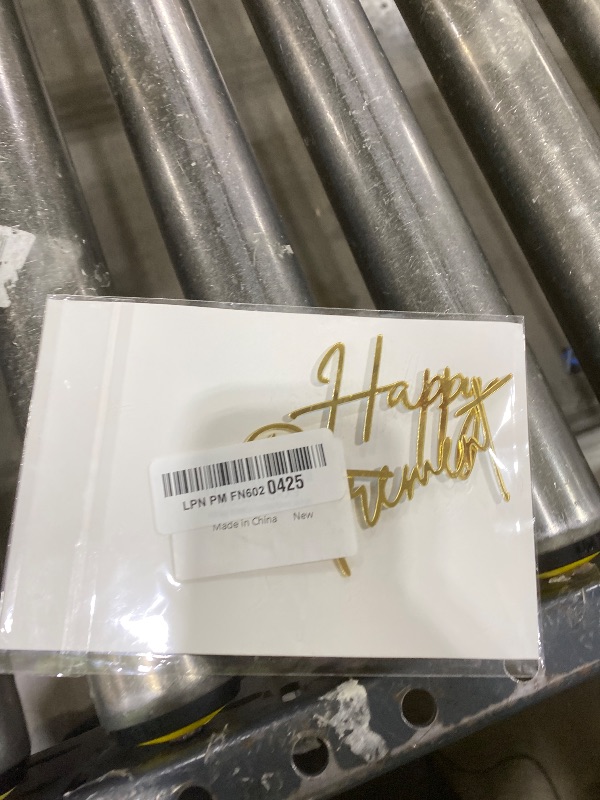 Happy
LPN PM FN602 0425
Made in China New